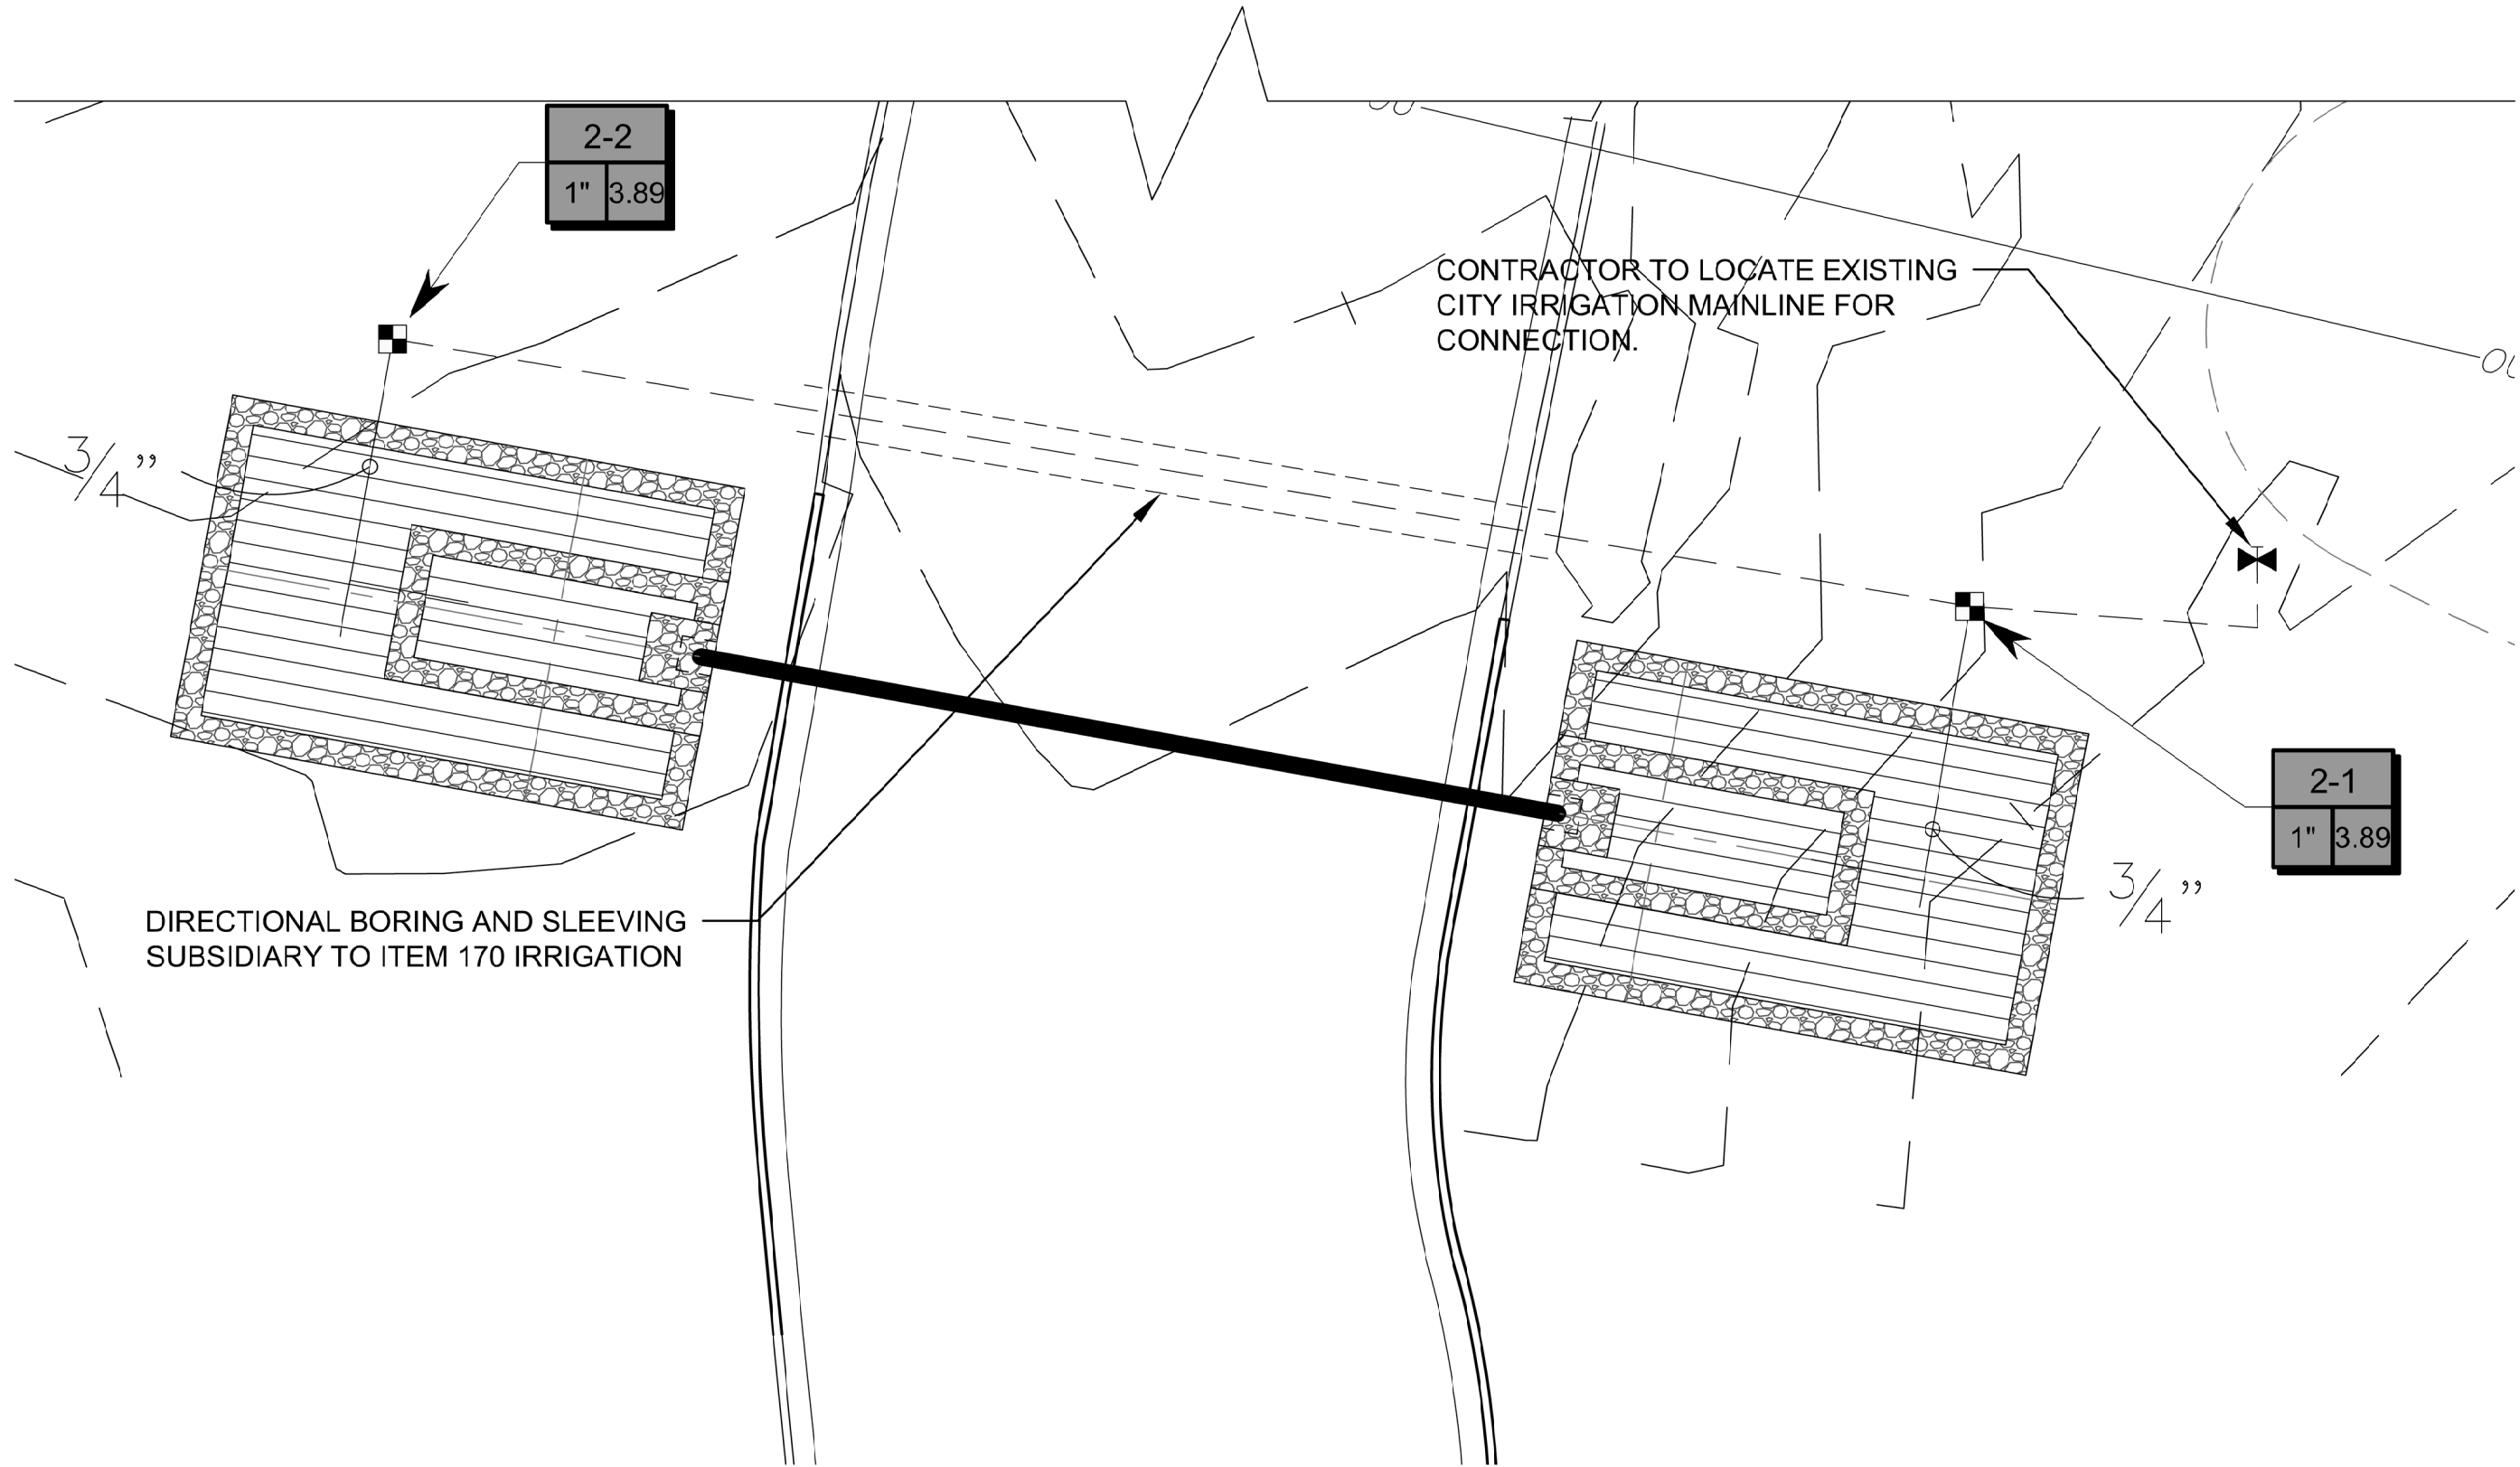 2-2
1" 3.89
CONTRACTOR TO LOCATE EXISTING
CITY IRRIGATION MAINLINE FOR
CONNECTION.
3/4"
2-1
1" 3.89
3/4"
DIRECTIONAL BORING AND SLEEVING
SUBSIDIARY TO ITEM 170 IRRIGATION